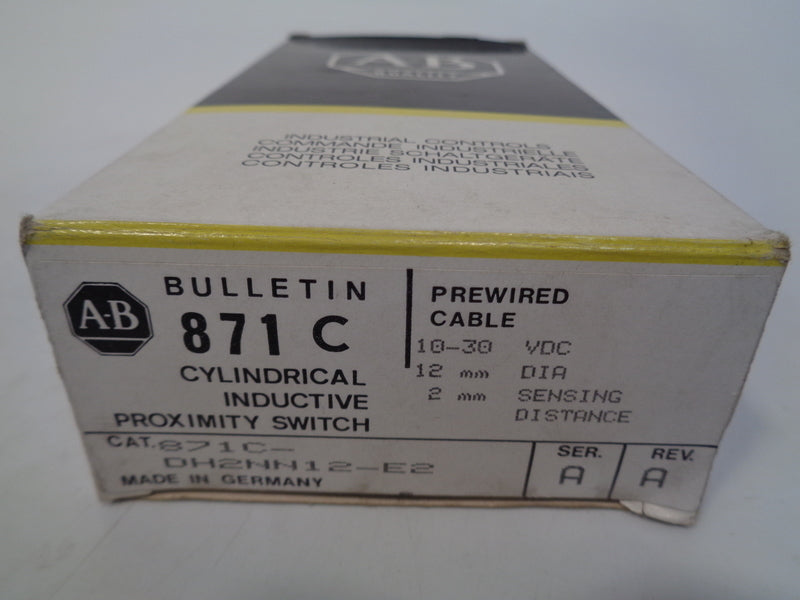 A-B
QUALITY
INDUSTRIAL CONTROLS
COMMANDE INDUSTRIELLE
INDUSTRIE SCHALTGERÄTE
CONTROLES INDUSTRIALES
CONTROLES INDUSTRIAIS
A-B
BULLETIN
871 C
CYLINDRICAL
INDUCTIVE
PROXIMITY SWITCH
PREWIRED
CABLE
10-30 VDC
12 mm DIA
2 mm SENSING
DISTANCE
CAT. 871C-
DH2NN12-E2
MADE IN GERMANY
SER.
A
REV.
A